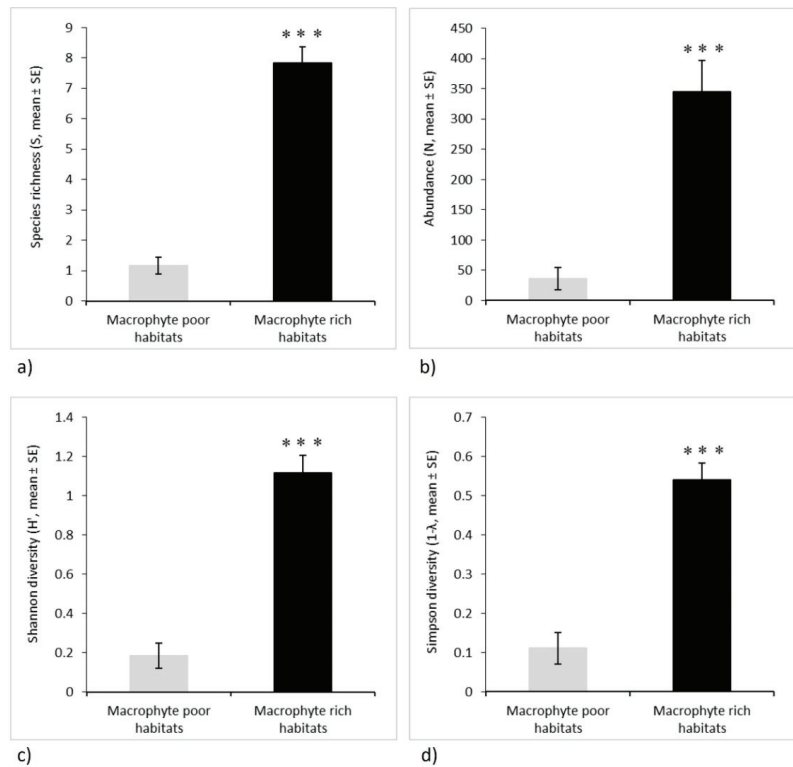 Species richness (S, mean ± SE)
9
8
7
6
5
4
3
2
1
0
***
Macrophyte poor
habitats
Macrophyte rich
habitats
a)
Abundance (N, mean ± SE)
450
400
350
300
250
200
150
100
50
0
***
Macrophyte poor
habitats
Macrophyte rich
habitats
b)
Shannon diversity (H', mean ± SE)
1.4
1.2
1
0.8
0.6
0.4
0.2
0
***
Macrophyte poor
habitats
Macrophyte rich
habitats
c)
Simpson diversity (1-λ, mean ± SE)
0.7
0.6
0.5
0.4
0.3
0.2
0.1
0
***
Macrophyte poor
habitats
Macrophyte rich
habitats
d)